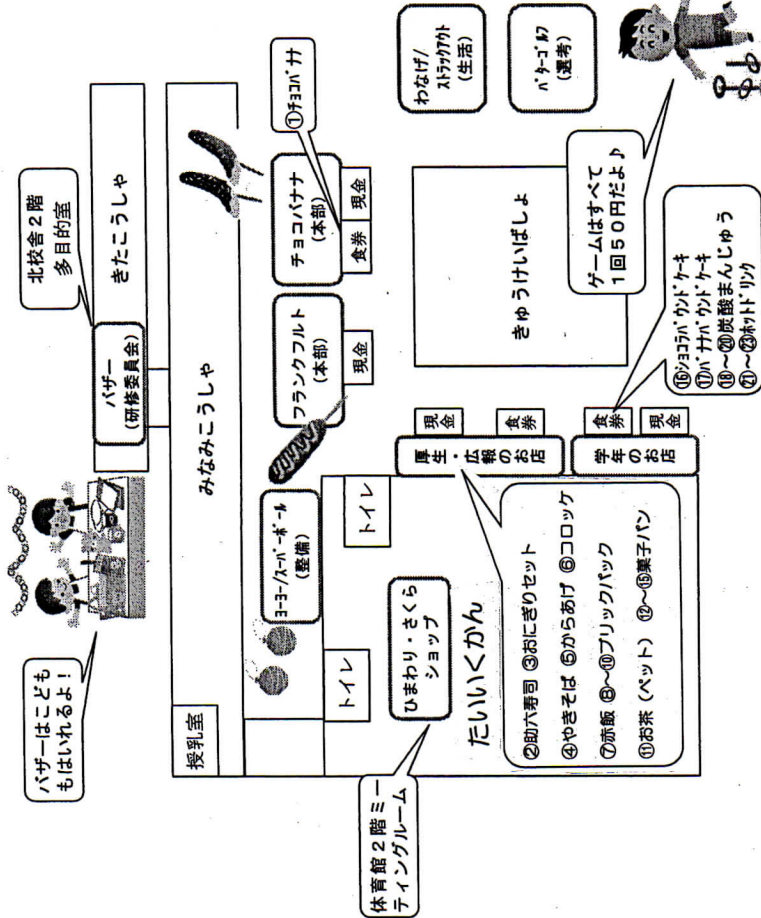 バザーはこども
もはいれるよ!
北校舎2階
多目的室
バザー
(研修委員会)
きたこうしゃ
授乳室
みなみこうしゃ
ヨーヨー/スーパーボール
(整備)
フランクフルト
(本部)
現金
チョコバナナ
(本部)
食券
現金
①チョコバナナ
トイレ
トイレ
体育館2階ミー
ティングルーム
ひまわり・さくら
ショップ
たいいくかん
②助六寿司 ③おにぎりセット
④やきそば ⑤からあげ ⑥コロッケ
⑦赤飯 ⑧~⑩ブリックパック
⑪お茶(ペット) ⑫~⑮菓子パン
厚生・広報のお店
食券
現金
学年のお店
現金
食券
きゅうけいばしょ
わなげ/
ストラックアウト
(生活)
パターゴルフ
(選考)
ゲームはすべて
1回50円だよ♪
⑯ショコラパウンドケーキ
⑰バナナパウンドケーキ
⑱~⑳炭酸まんじゅう
㉑~㉓ホットドリンク